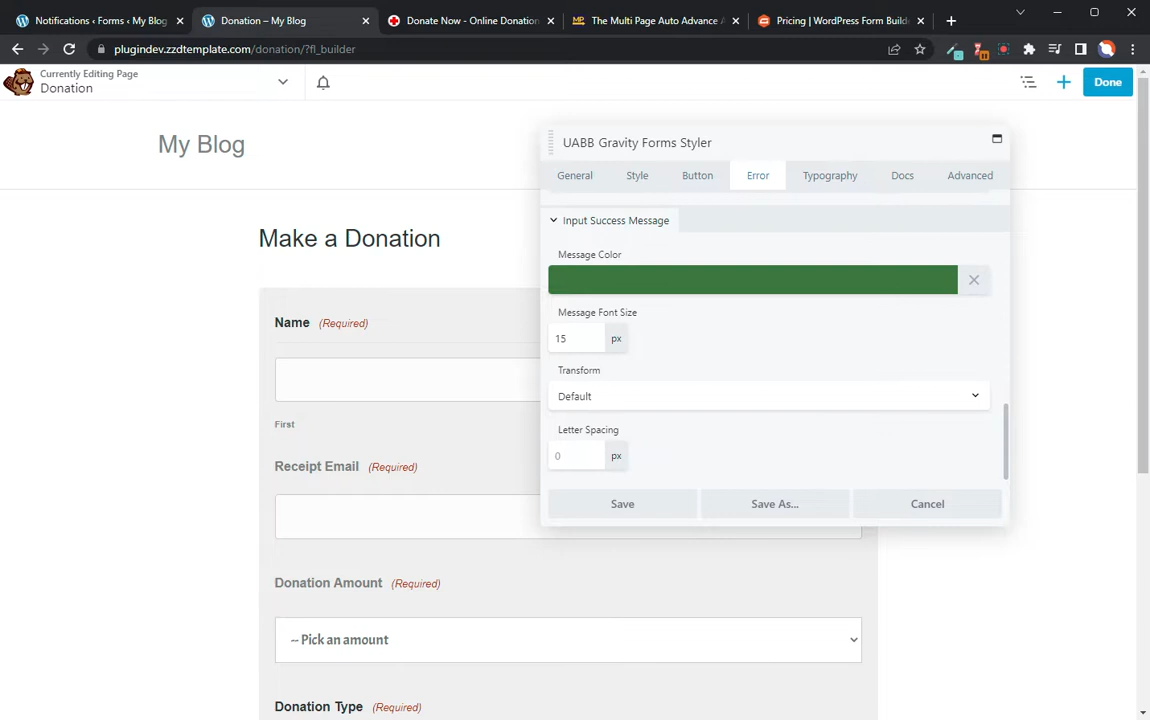 Notifications ‹ Forms ‹ My Blog
Donation – My Blog
Donate Now - Online Donation
The Multi Page Auto Advance
Pricing | WordPress Form Builde
plugindev.zzdtemplate.com/donation/?fl_builder
Currently Editing Page
Donation
Done
My Blog
UABB Gravity Forms Styler
General
Style
Button
Error
Typography
Docs
Advanced
Input Success Message
Message Color
Message Font Size
15
px
Transform
Default
Letter Spacing
0
px
Save
Save As...
Cancel
Make a Donation
Name (Required)
First
Receipt Email (Required)
Donation Amount (Required)
-- Pick an amount
Donation Type (Required)